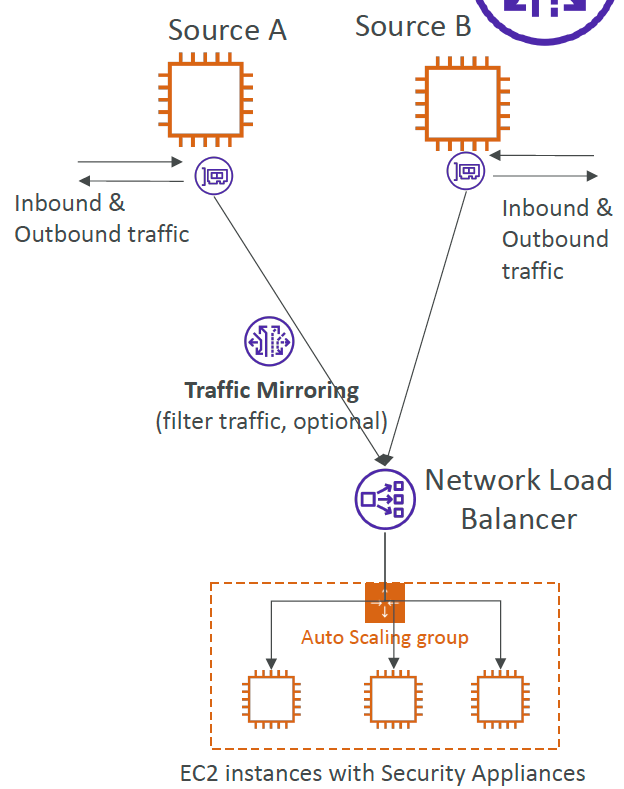 Source A
Source B
Inbound &
Outbound traffic
Inbound &
Outbound
traffic
Traffic Mirroring
(filter traffic, optional)
Network Load
Balancer
Auto Scaling group
EC2 instances with Security Appliances